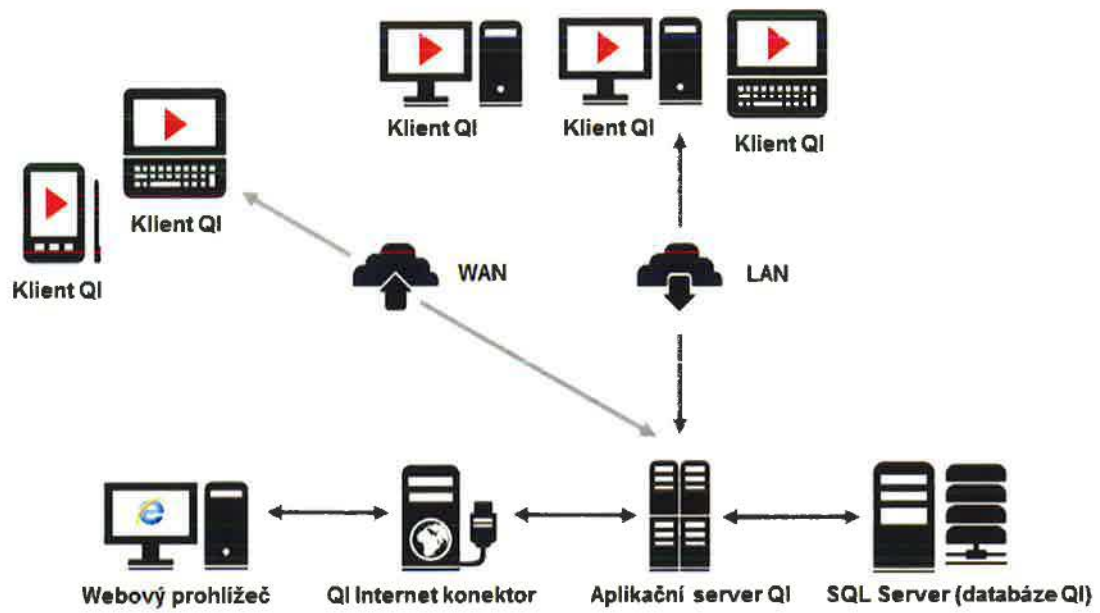 Klient QI
Klient QI
Klient QI
Klient QI
Klient QI
WAN
LAN
Webový prohlížeč
QI Internet konektor
Aplikační server QI
SQL Server (databáze QI)